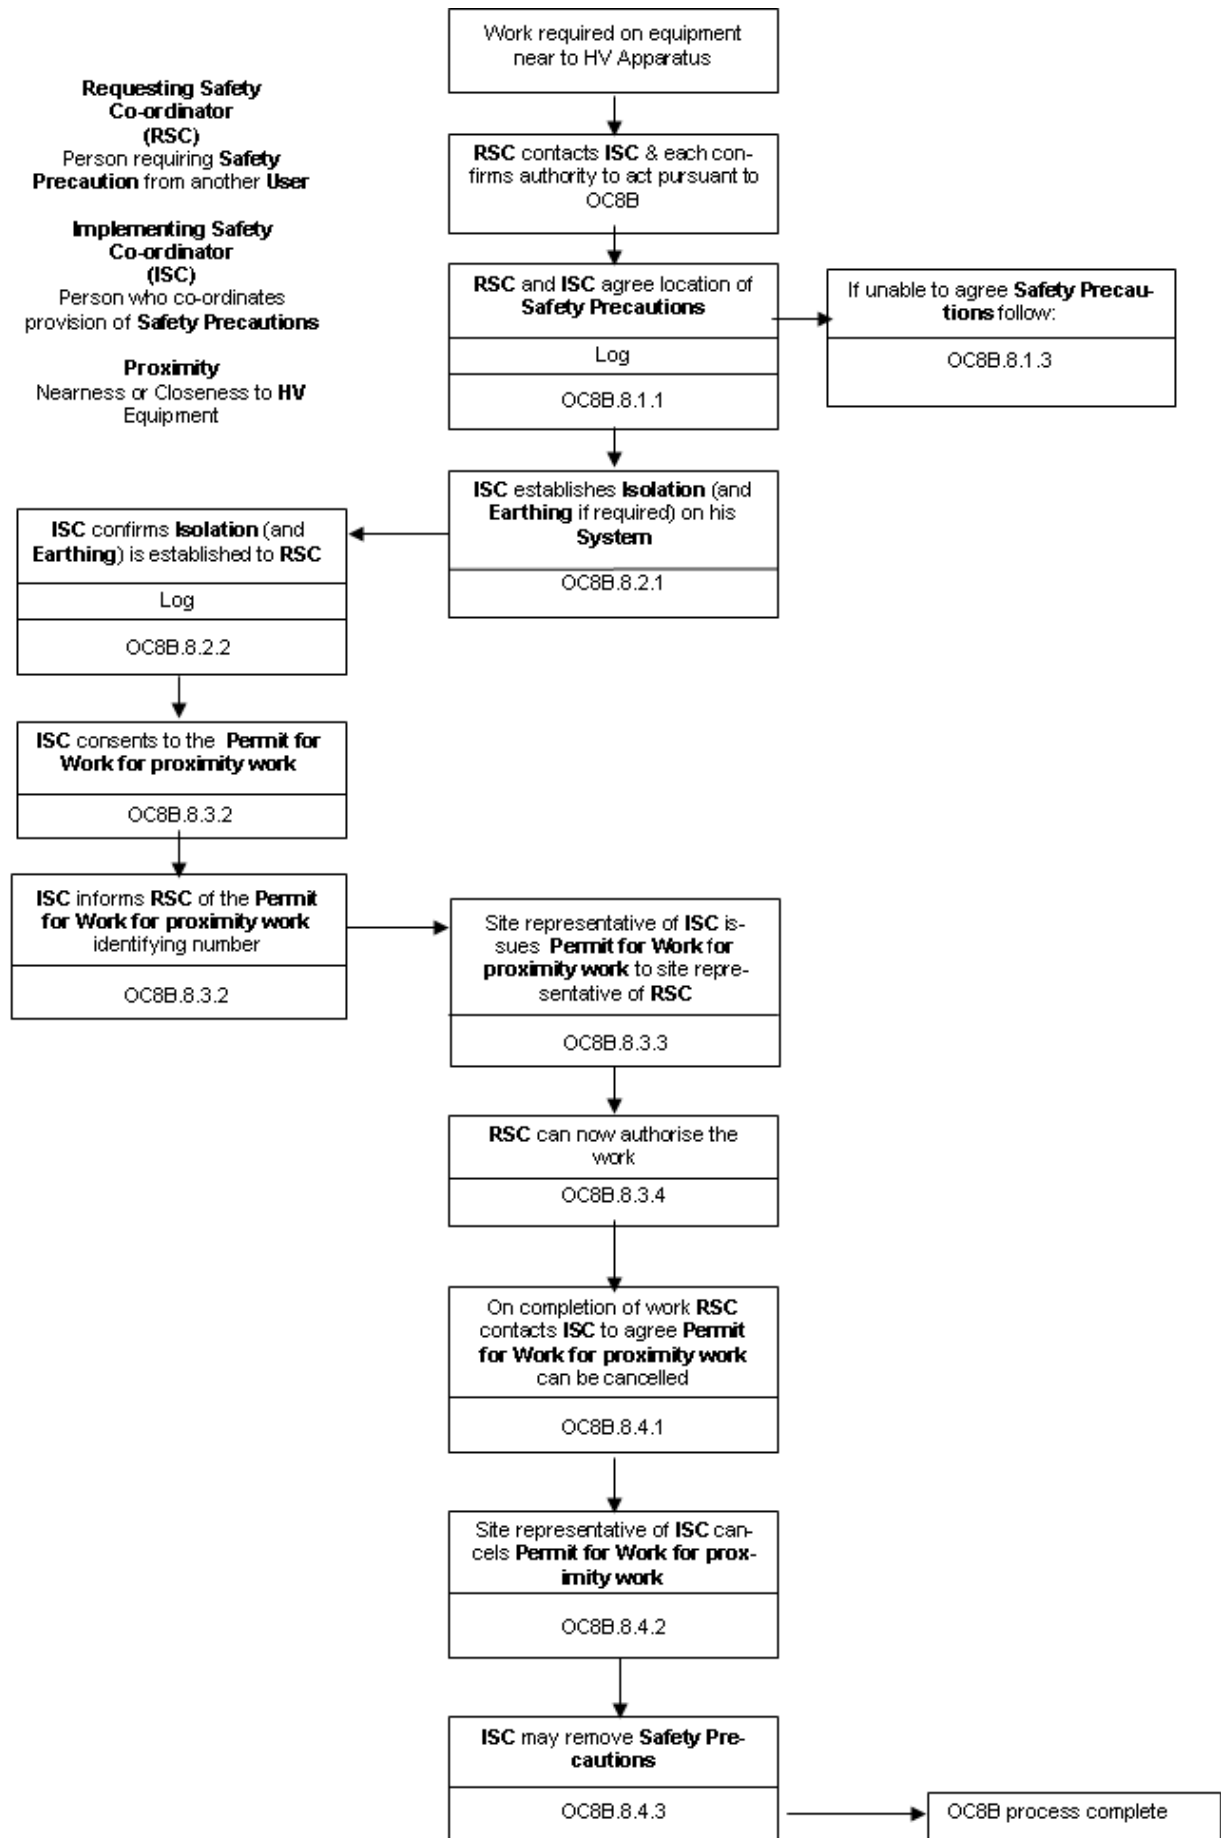 Work required on equipment
near to HV Apparatus
Requesting Safety
Co-ordinator
(RSC)
Person requiring Safety
Precaution from another User
Implementing Safety
Co-ordinator
(ISC)
Person who co-ordinates
provision of Safety Precautions
Proximity
Nearness or Closeness to HV
Equipment
RSC contacts ISC & each con-
firms authority to act pursuant to
OC8B
RSC and ISC agree location of
Safety Precautions
Log
OC8B.8.1.1
If unable to agree Safety Precau-
tions follow:
OC8B.8.1.3
ISC establishes Isolation (and
Earthing if required) on his
System
OC8B.8.2.1
ISC confirms Isolation (and
Earthing) is established to RSC
Log
OC8B.8.2.2
ISC consents to the Permit for
Work for proximity work
OC8B.8.3.2
ISC informs RSC of the Permit
for Work for proximity work
identifying number
OC8B.8.3.2
Site representative of ISC is-
sues Permit for Work for
proximity work to site repre-
sentative of RSC
OC8B.8.3.3
RSC can now authorise the
work
OC8B.8.3.4
On completion of work RSC
contacts ISC to agree Permit
for Work for proximity work
can be cancelled
OC8B.8.4.1
Site representative of ISC can-
cels Permit for Work for prox-
imity work
OC8B.8.4.2
ISC may remove Safety Pre-
cautions
OC8B.8.4.3
OC8B process complete